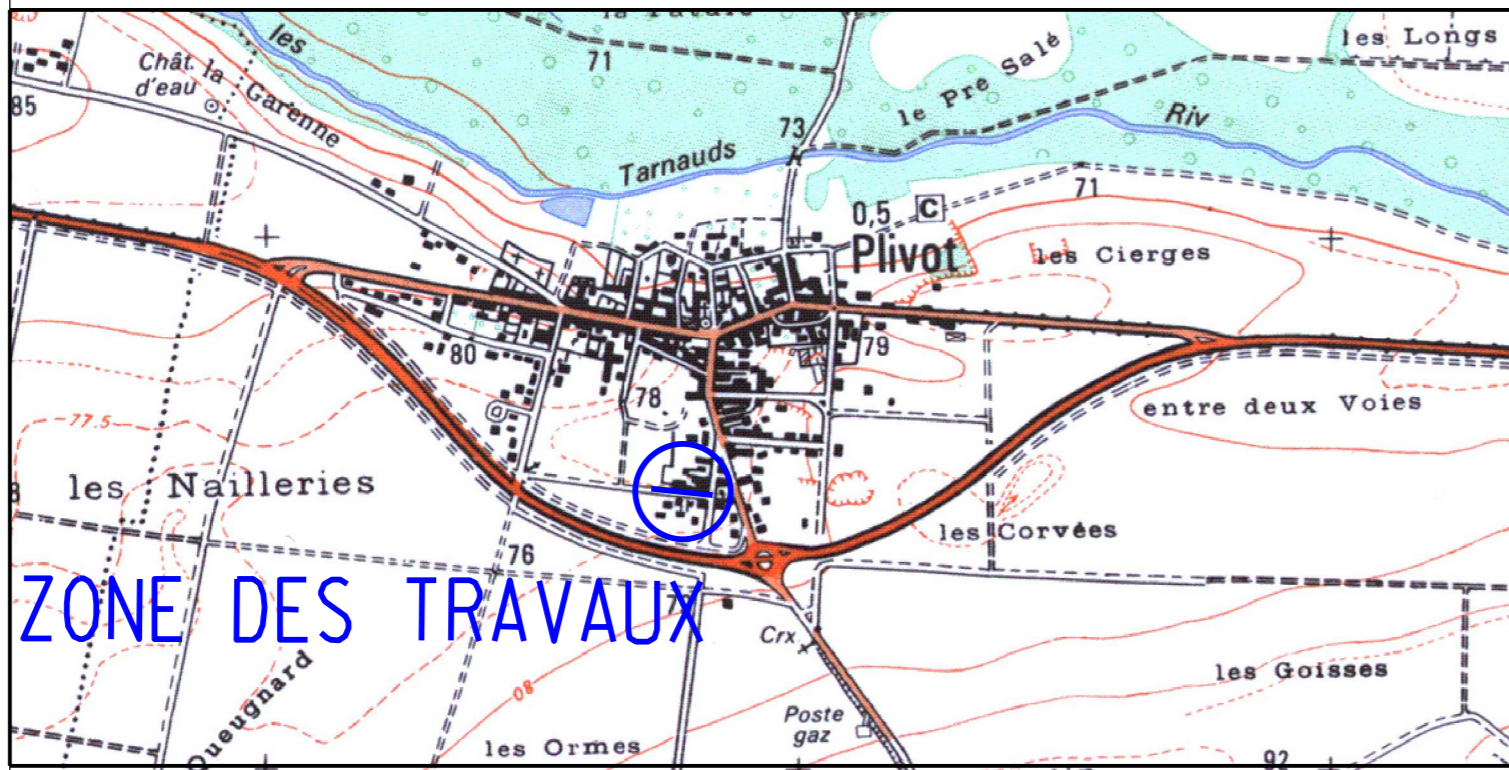 les
71
les Longs
Chât.
d'eau
la Garenne
le Pré Salé
85
73
Riv
Tarnauds
71
0,5 C
Plivot
les Cierges
80
79
78
77.5
entre deux Voies
les Nailleries
les Corvées
76
ZONE DES TRAVAUX
Crx
Queugnard
80
les Goisses
Poste
gaz
les Ormes
92